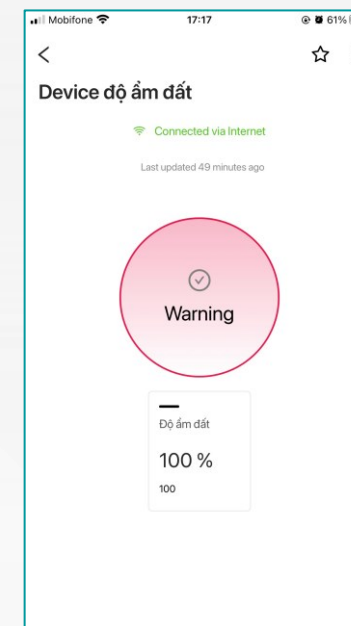 Mobifone 17:17 61%
Device độ ẩm đất
Connected via Internet
Last updated 49 minutes ago
Warning
Độ ẩm đất
100 %
100